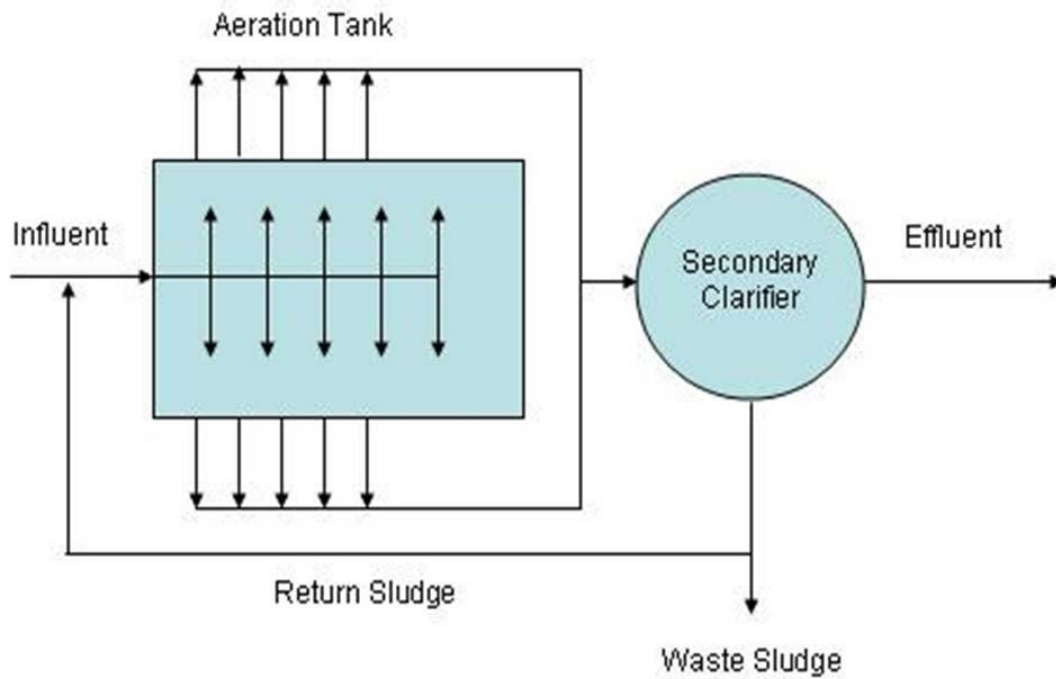 Aeration Tank
Influent
Secondary
Clarifier
Effluent
Return Sludge
Waste Sludge